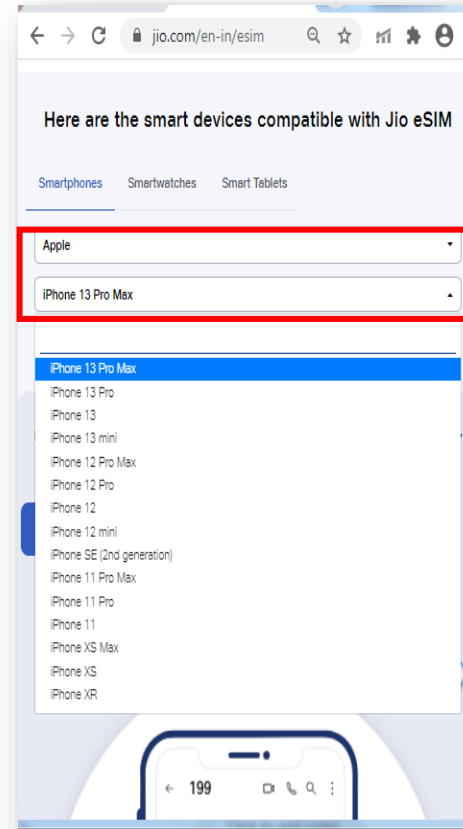 jio.com/en-in/esim
Here are the smart devices compatible with Jio eSIM
Smartphones Smartwatches Smart Tablets
Apple
iPhone 13 Pro Max
iPhone 13 Pro Max
iPhone 13 Pro
iPhone 13
iPhone 13 mini
iPhone 12 Pro Max
iPhone 12 Pro
iPhone 12
iPhone 12 mini
iPhone SE (2nd generation)
iPhone 11 Pro Max
iPhone 11 Pro
iPhone 11
iPhone XS Max
iPhone XS
iPhone XR
199